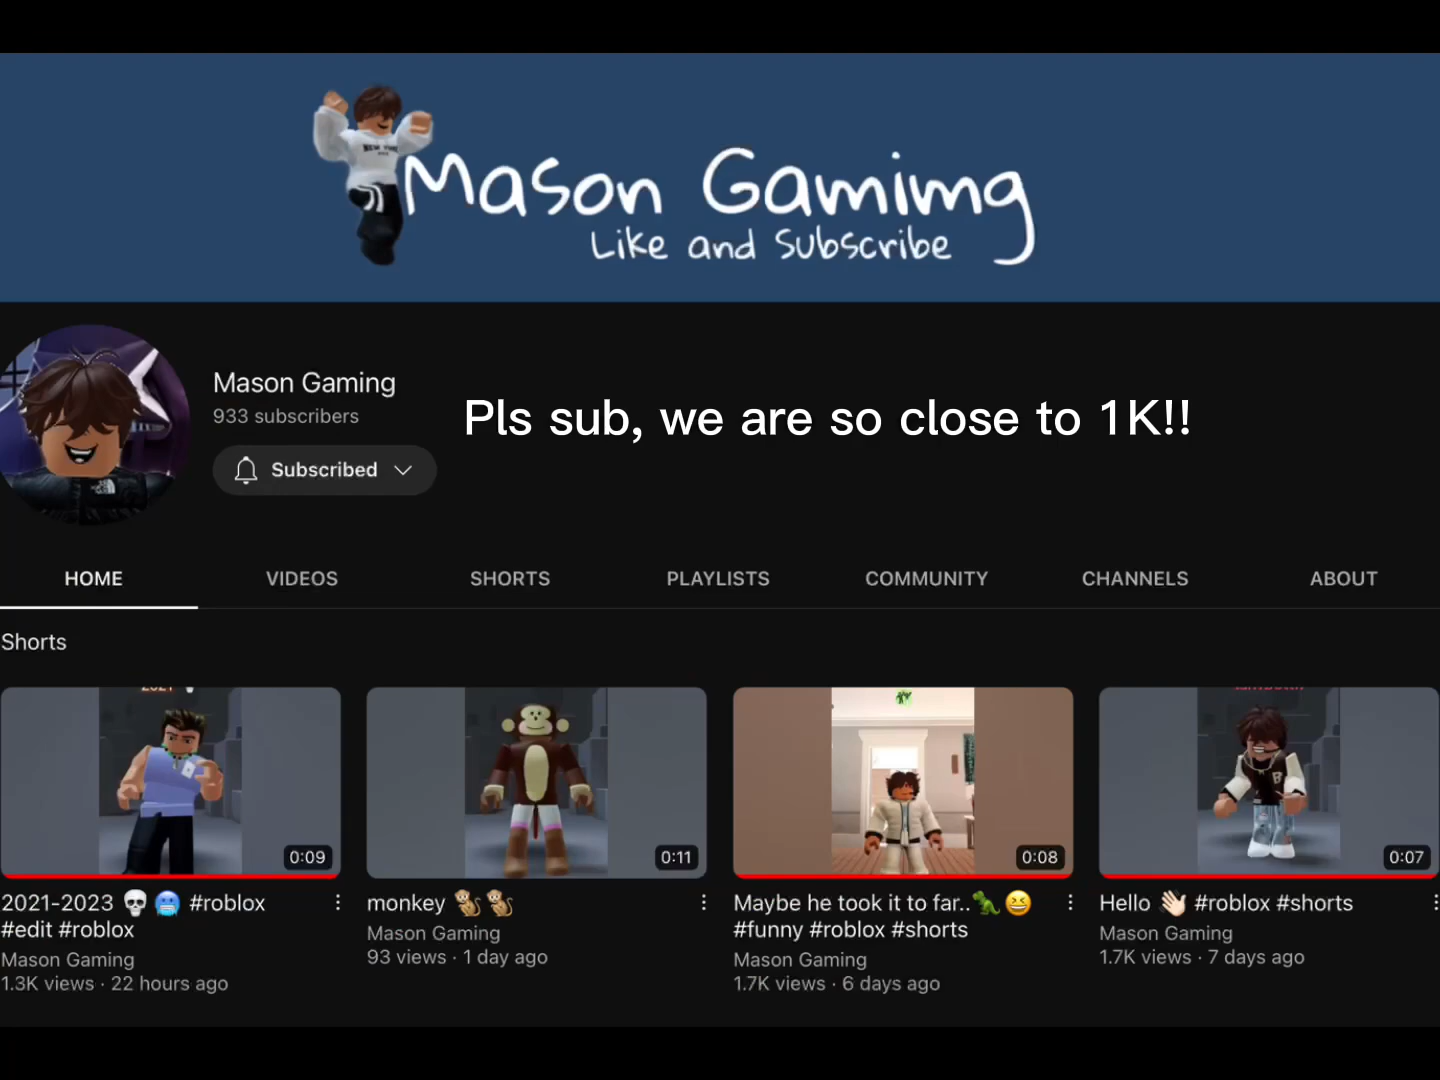 NEW YORK
Mason Gamimg
Like and Subscribe
Mason Gaming
933 subscribers
Pls sub, we are so close to 1K!!
Subscribed
HOME VIDEOS SHORTS PLAYLISTS COMMUNITY CHANNELS ABOUT
Shorts
0:09 0:11 0:08 0:07
2021-2023 💀 🥶 #roblox
#edit #roblox
Mason Gaming
1.3K views · 22 hours ago
monkey 🐒 🐒
Mason Gaming
93 views · 1 day ago
Maybe he took it to far.. 🦖 😆
#funny #roblox #shorts
Mason Gaming
1.7K views · 6 days ago
Hello 👋🏻 #roblox #shorts
Mason Gaming
1.7K views · 7 days ago